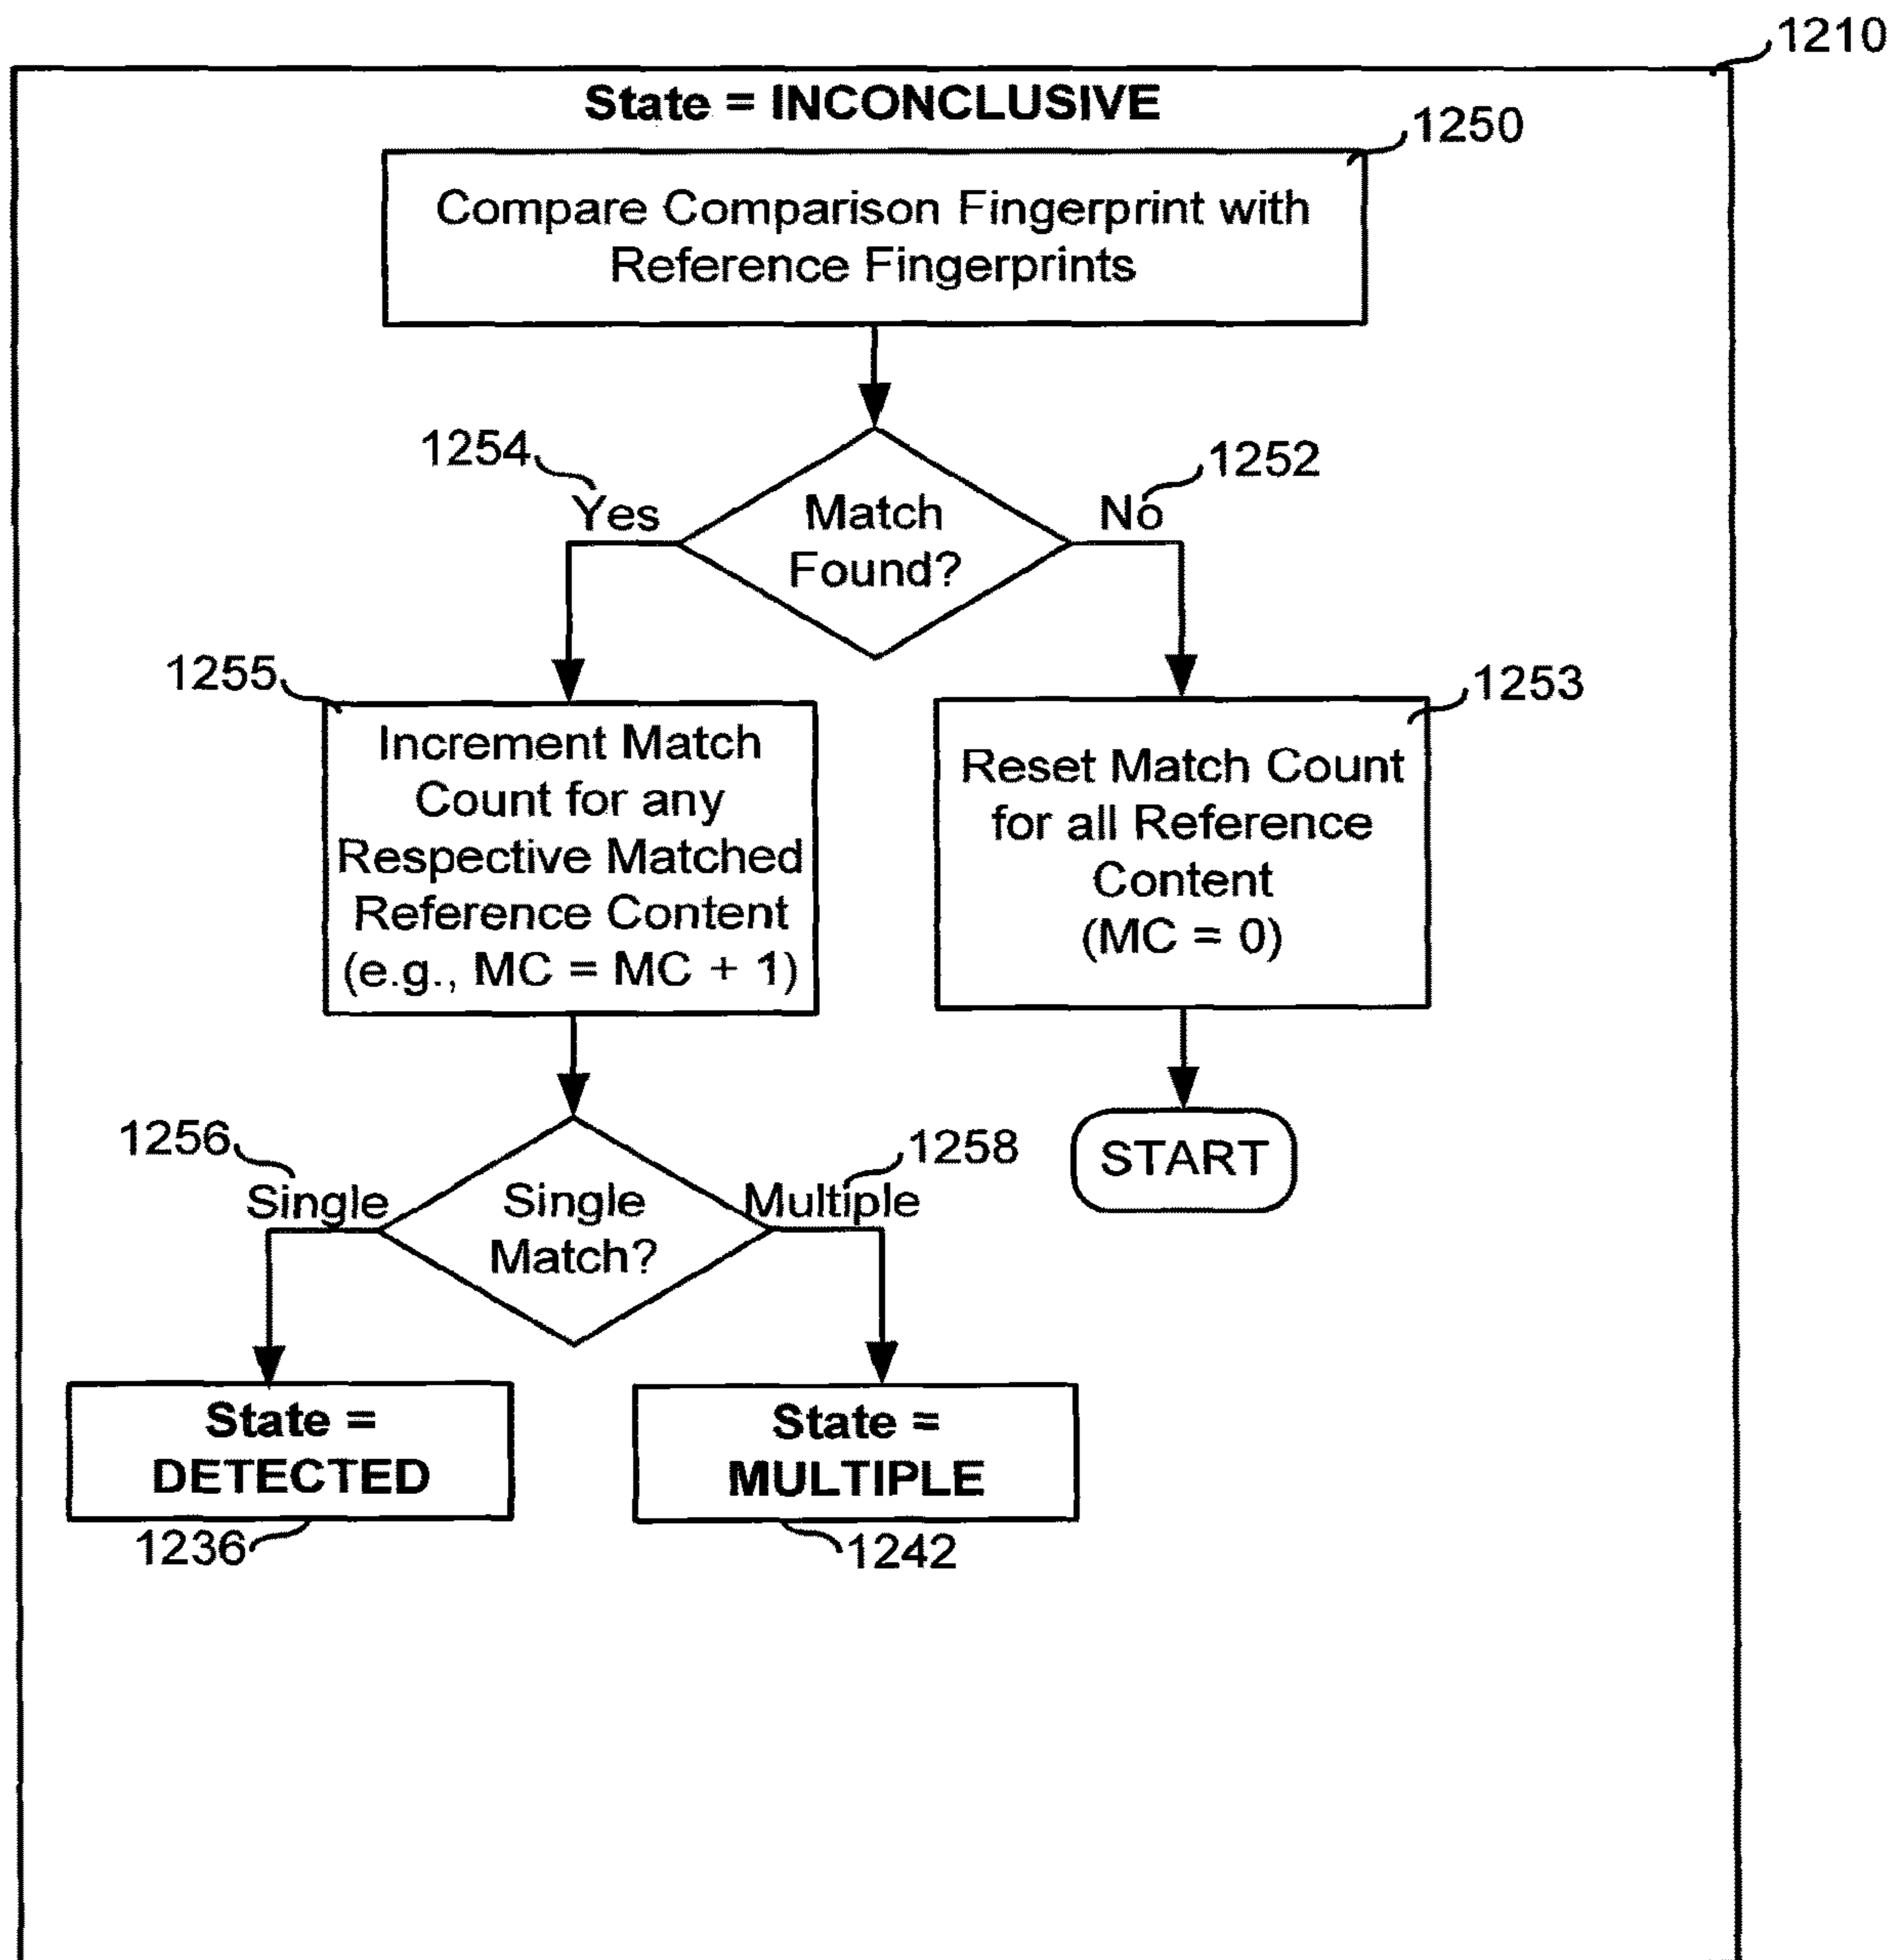 1210
State = INCONCLUSIVE
1250
Compare Comparison Fingerprint with
Reference Fingerprints
1254
1252
Yes
No
Match
Found?
1255
1253
Increment Match
Count for any
Respective Matched
Reference Content
(e.g., MC = MC + 1)
Reset Match Count
for all Reference
Content
(MC = 0)
START
1256
1258
Single
Multiple
Single
Match?
State =
DETECTED
State =
MULTIPLE
1236
1242